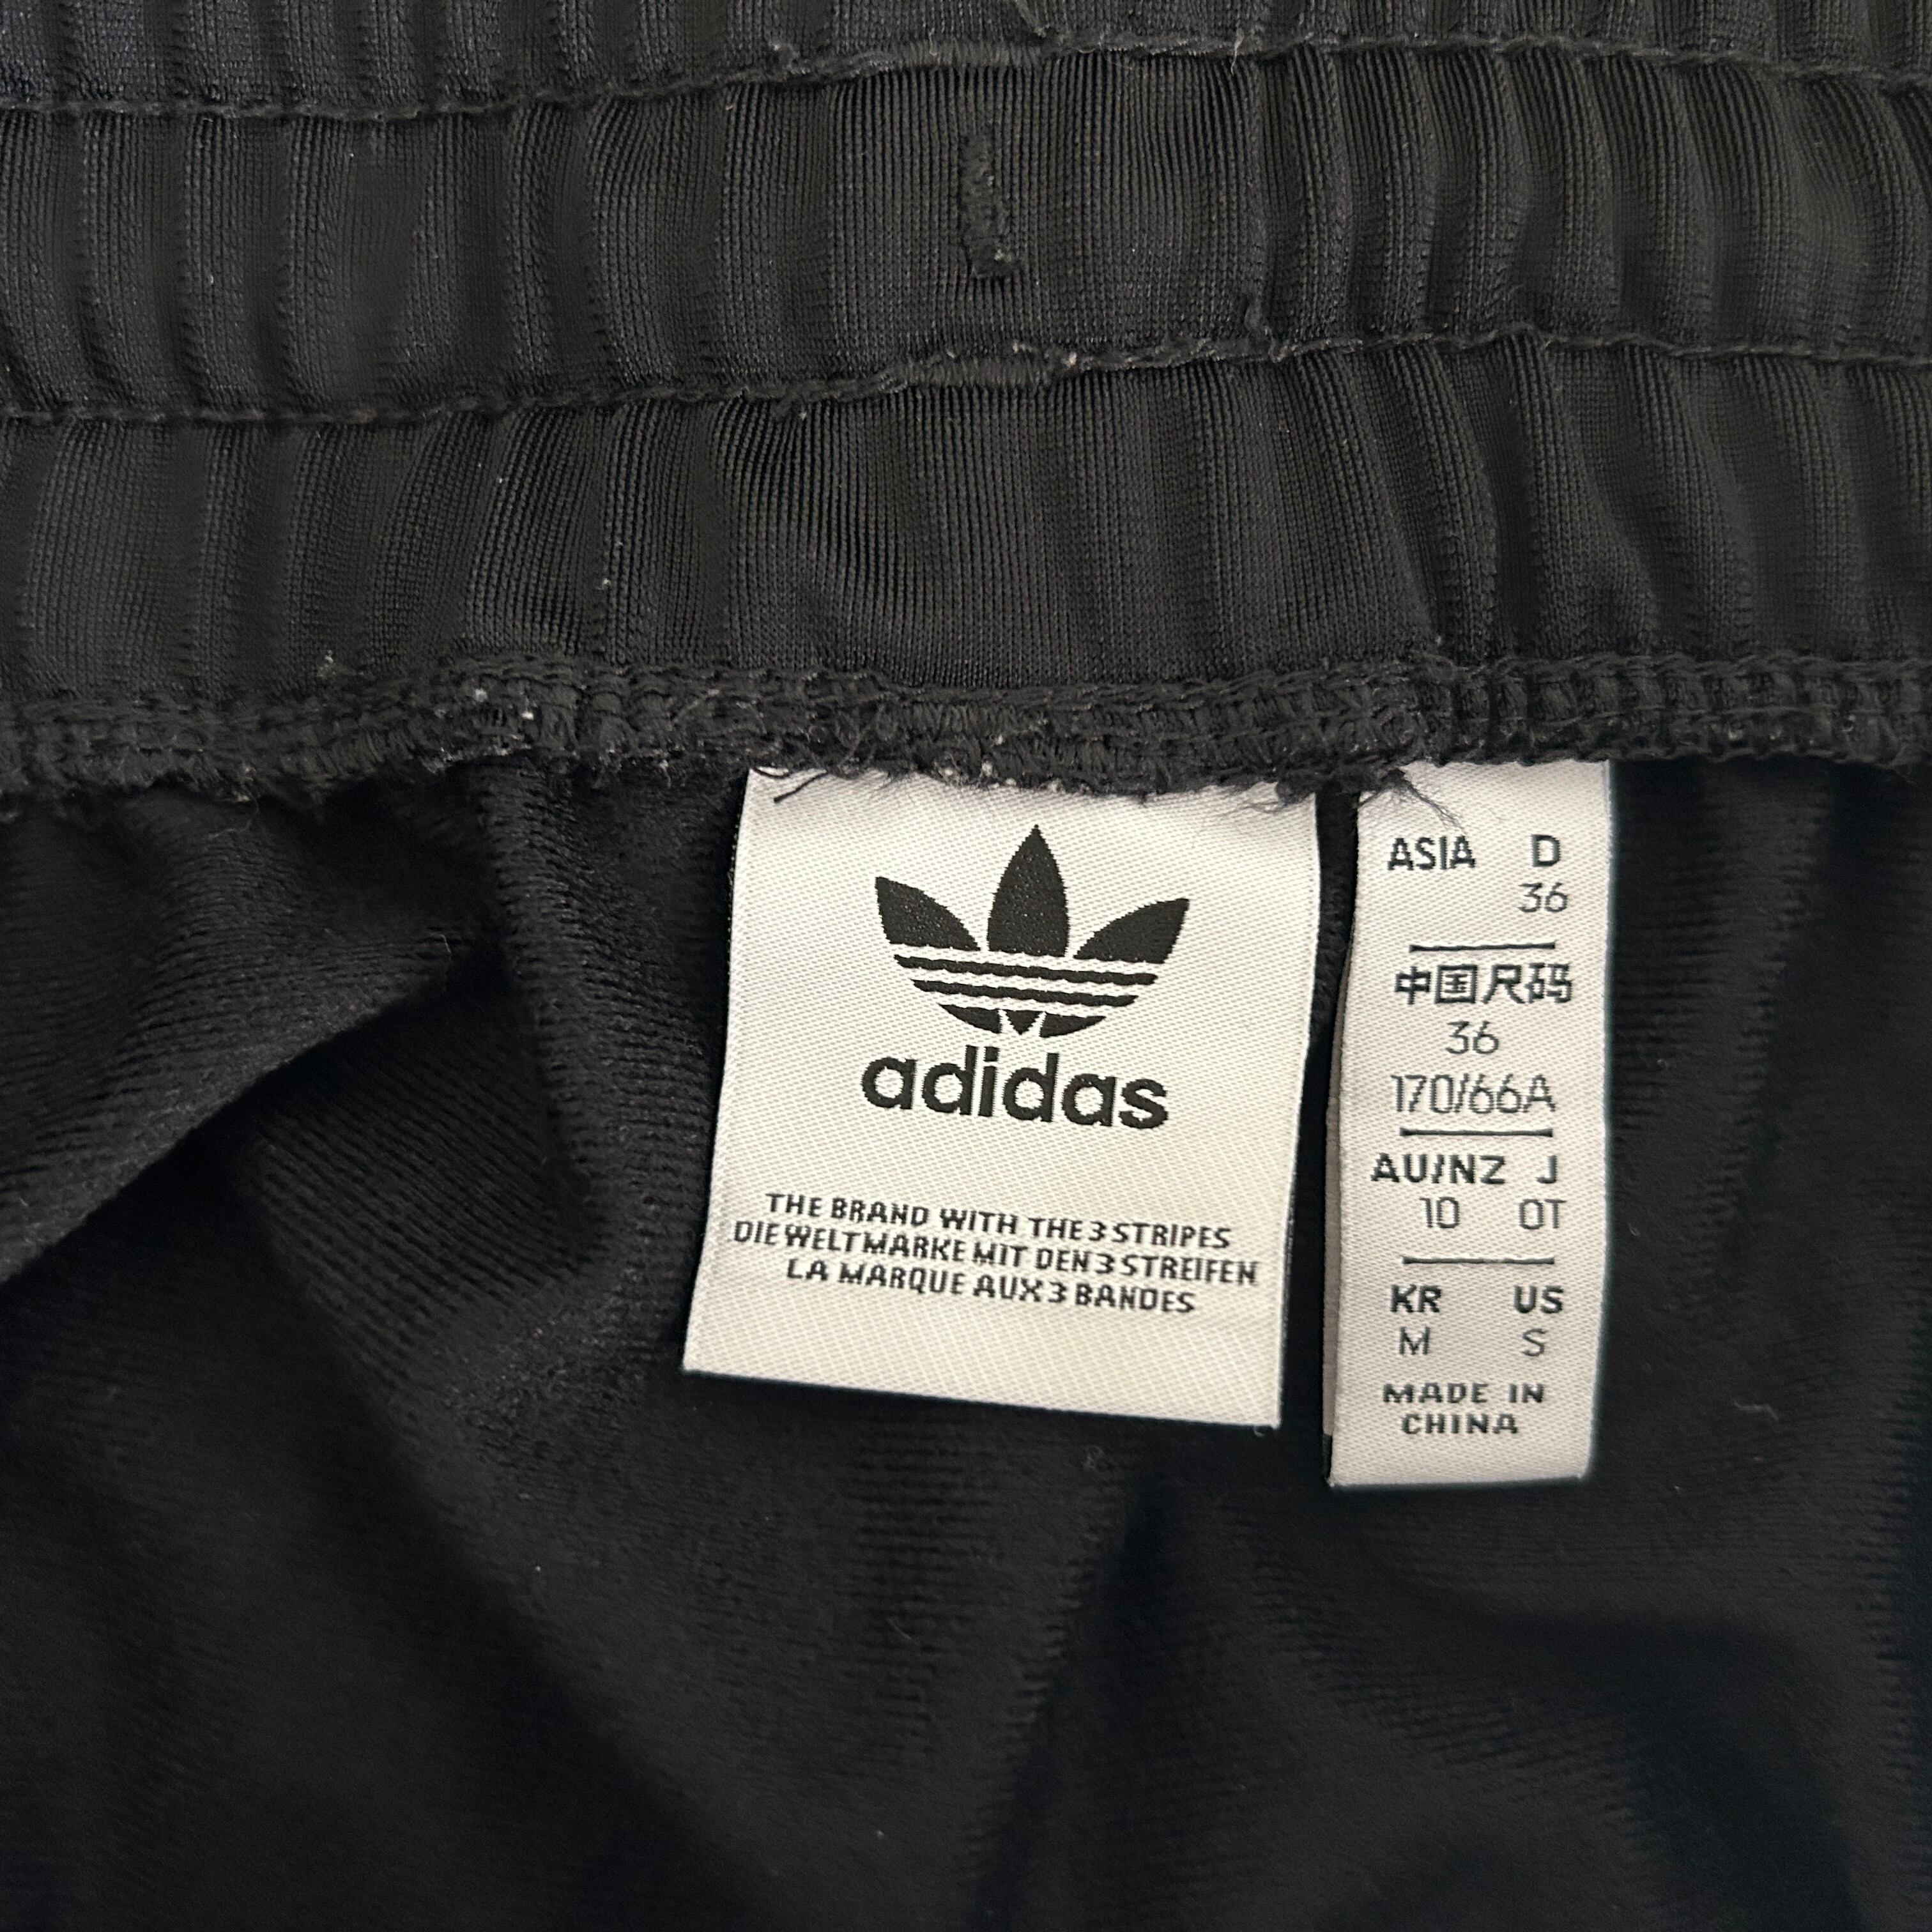 adidas
THE BRAND WITH THE 3 STRIPES
DIE WELTMARKE MIT DEN 3 STREIFEN
LA MARQUE AUX 3 BANDES
ASIA D
36
中国尺码
36
170/66A
AU/NZ J
10 OT
KR US
M S
MADE IN
CHINA